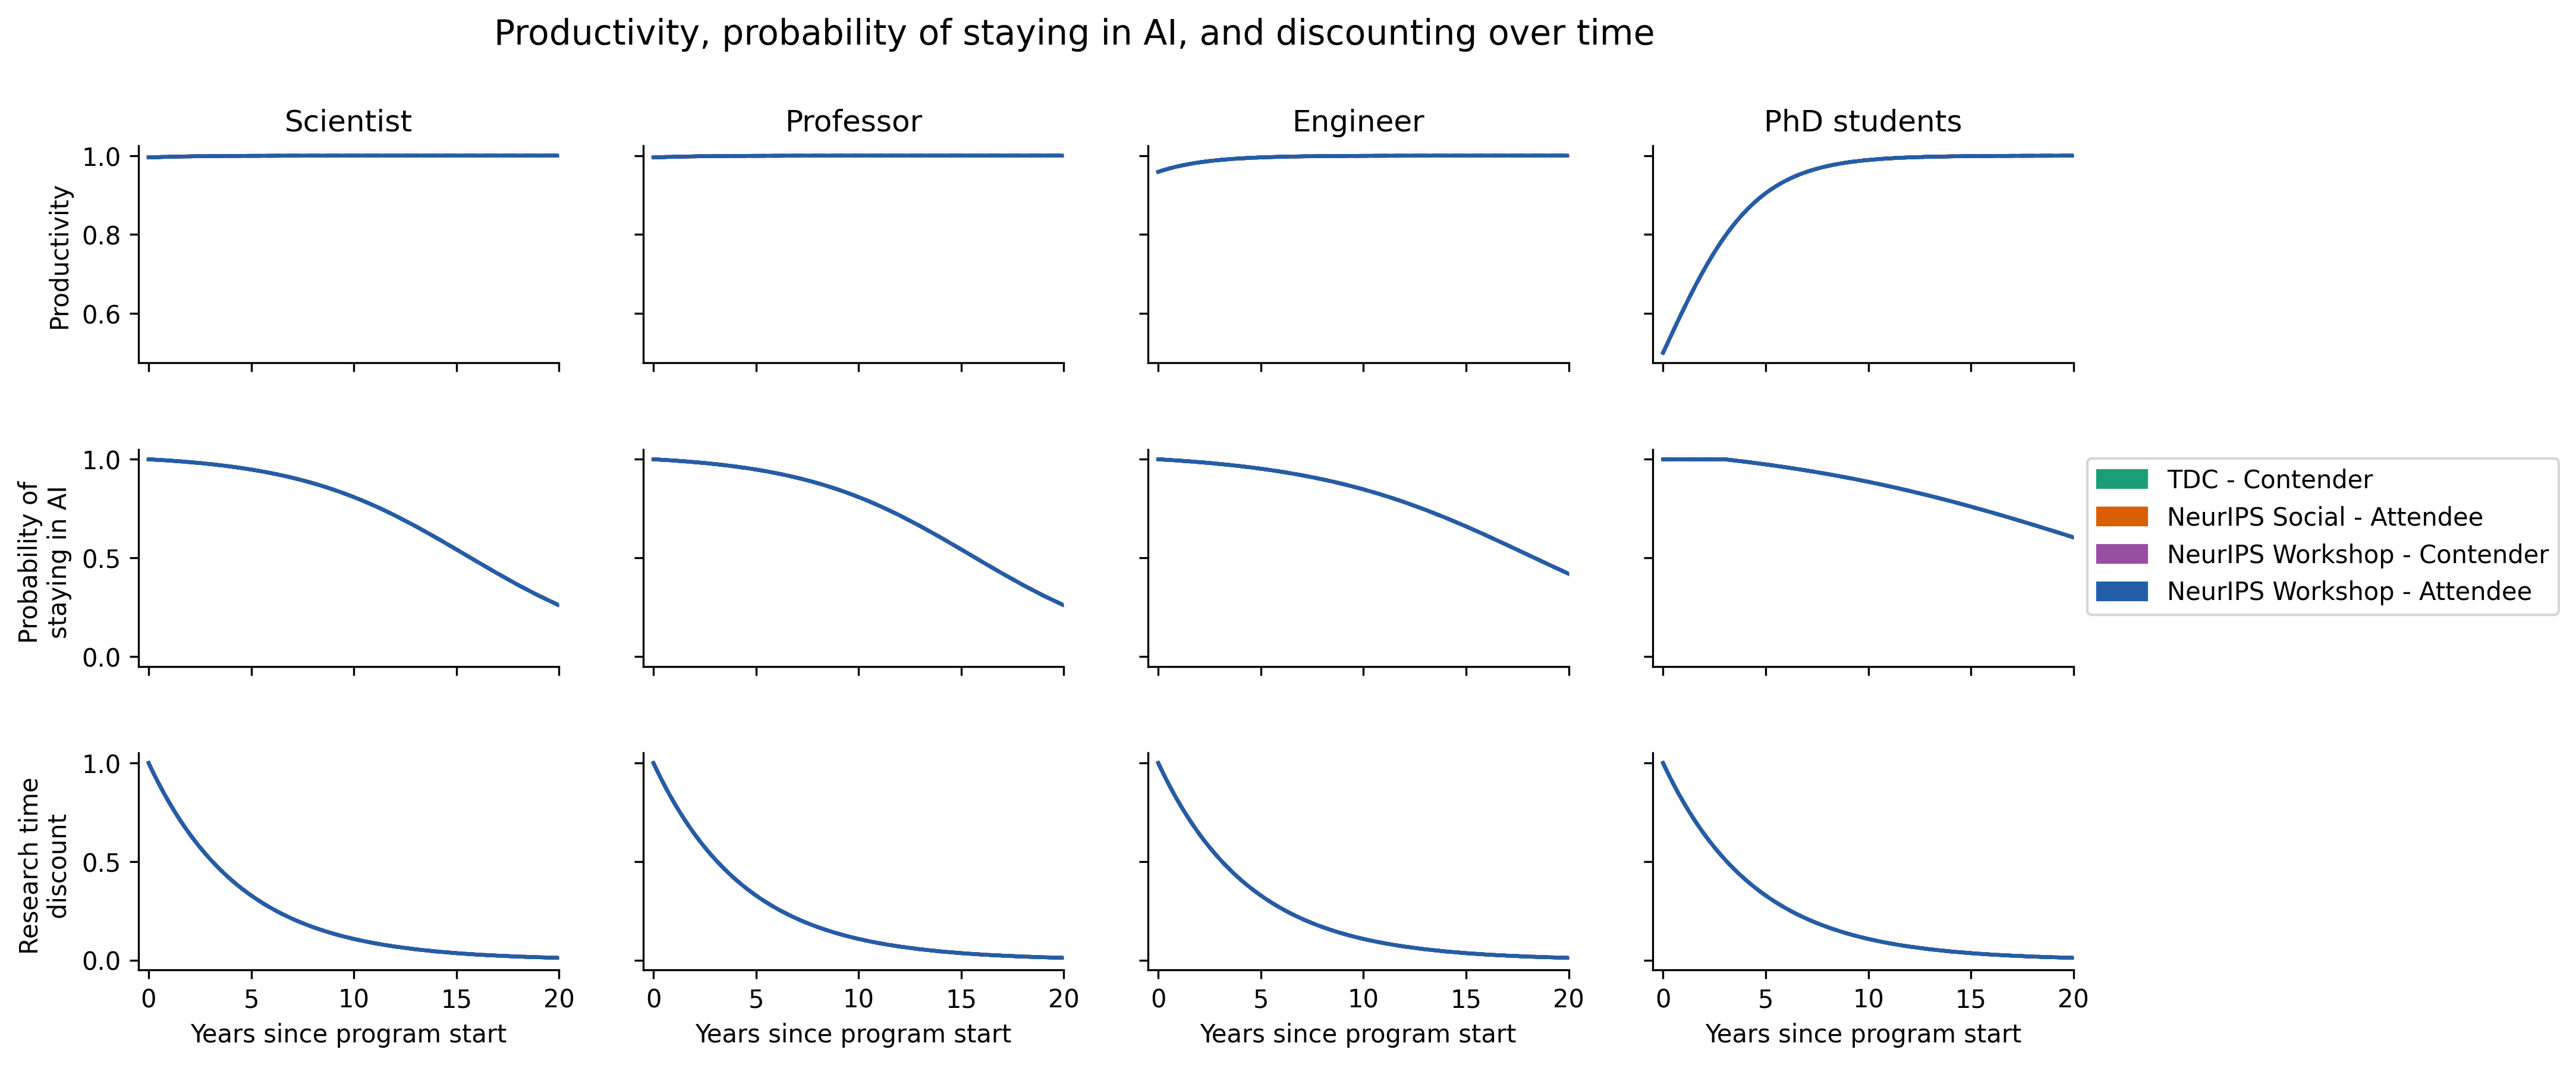 Productivity, probability of staying in AI, and discounting over time
Scientist
Professor
Engineer
PhD students
Productivity
1.0
0.8
0.6
Probability of
staying in AI
1.0
0.5
0.0
TDC - Contender
NeurIPS Social - Attendee
NeurIPS Workshop - Contender
NeurIPS Workshop - Attendee
Research time
discount
1.0
0.5
0.0
0 5 10 15 20
0 5 10 15 20
0 5 10 15 20
0 5 10 15 20
Years since program start
Years since program start
Years since program start
Years since program start